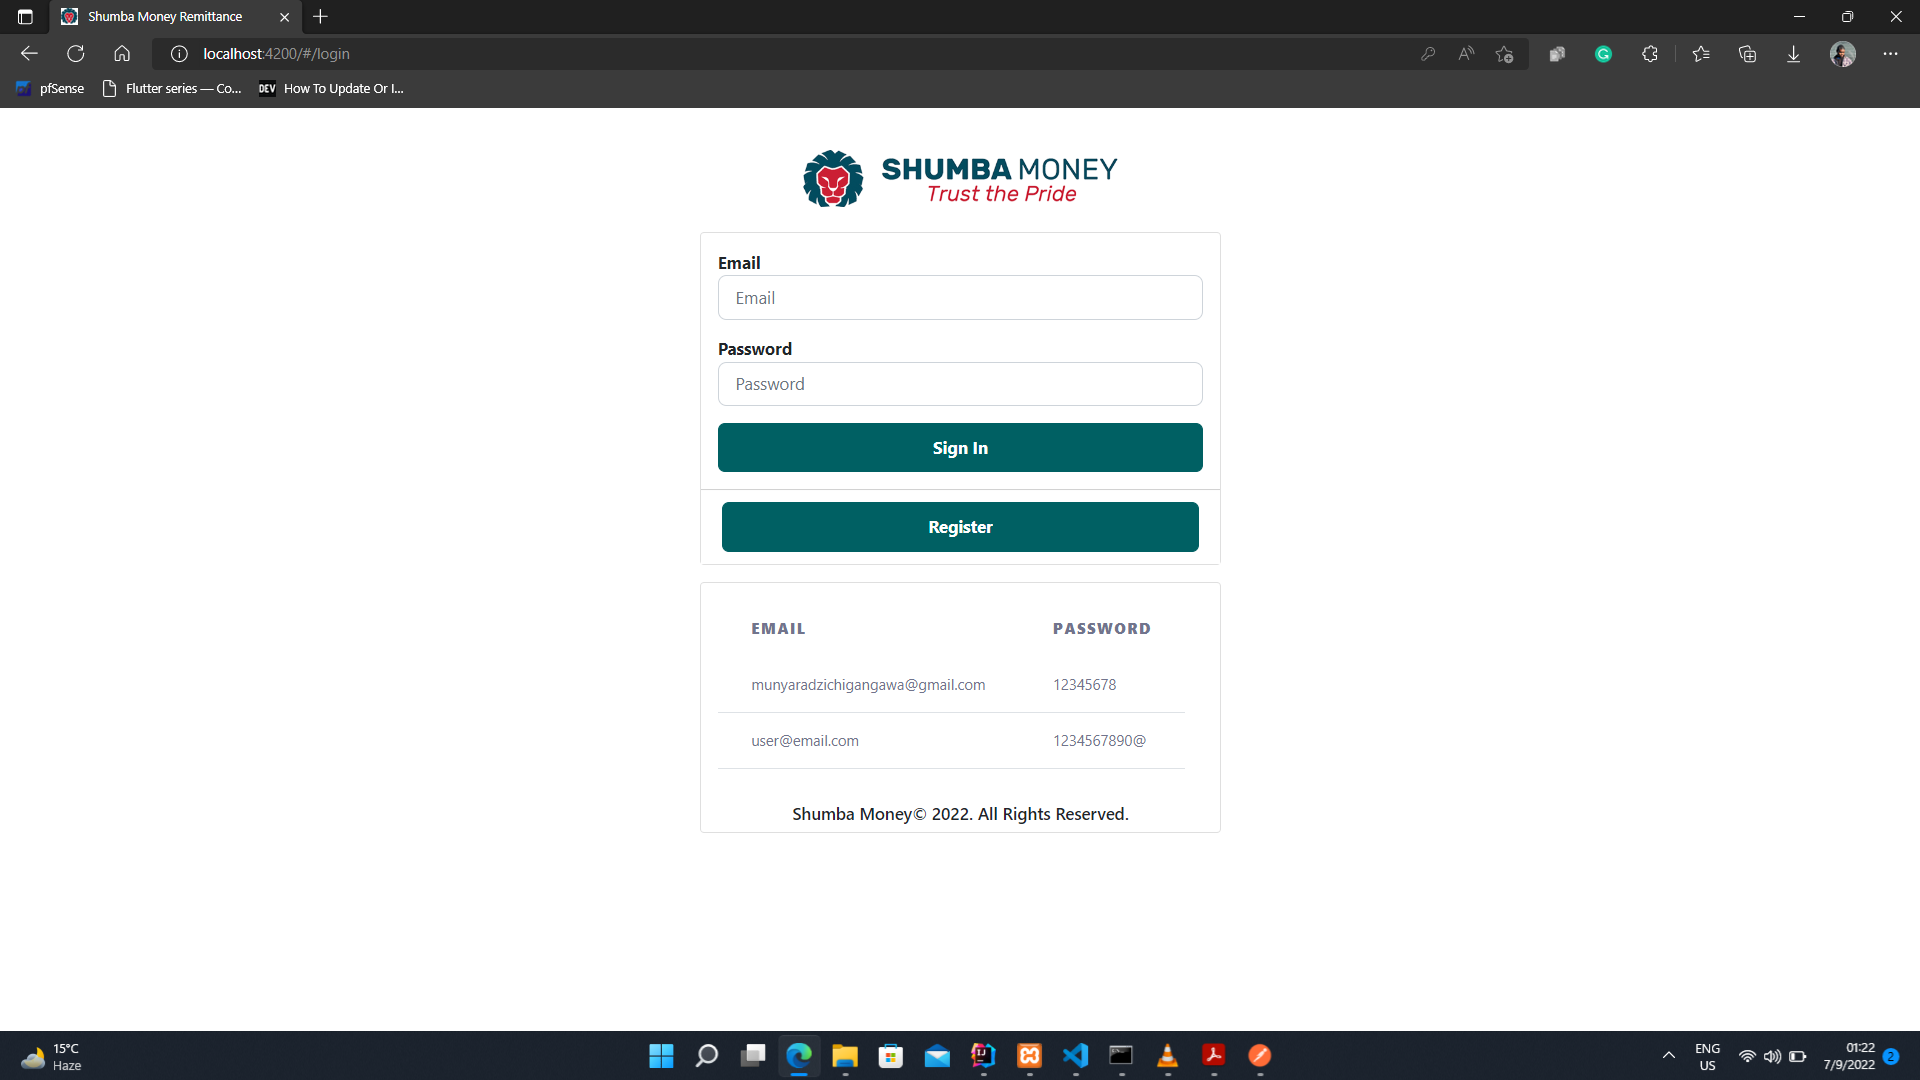 Shumba Money Remittance
localhost:4200/#/login
pfSense
Flutter series — Co...
DEV
How To Update Or I...
SHUMBA MONEY
Trust the Pride
Email
Email
Password
Password
Sign In
Register
EMAIL PASSWORD
munyaradzichigangawa@gmail.com 12345678
user@email.com 1234567890@
Shumba Money© 2022. All Rights Reserved.
15°C
Haze
ENG
US
01:22
7/9/2022
2